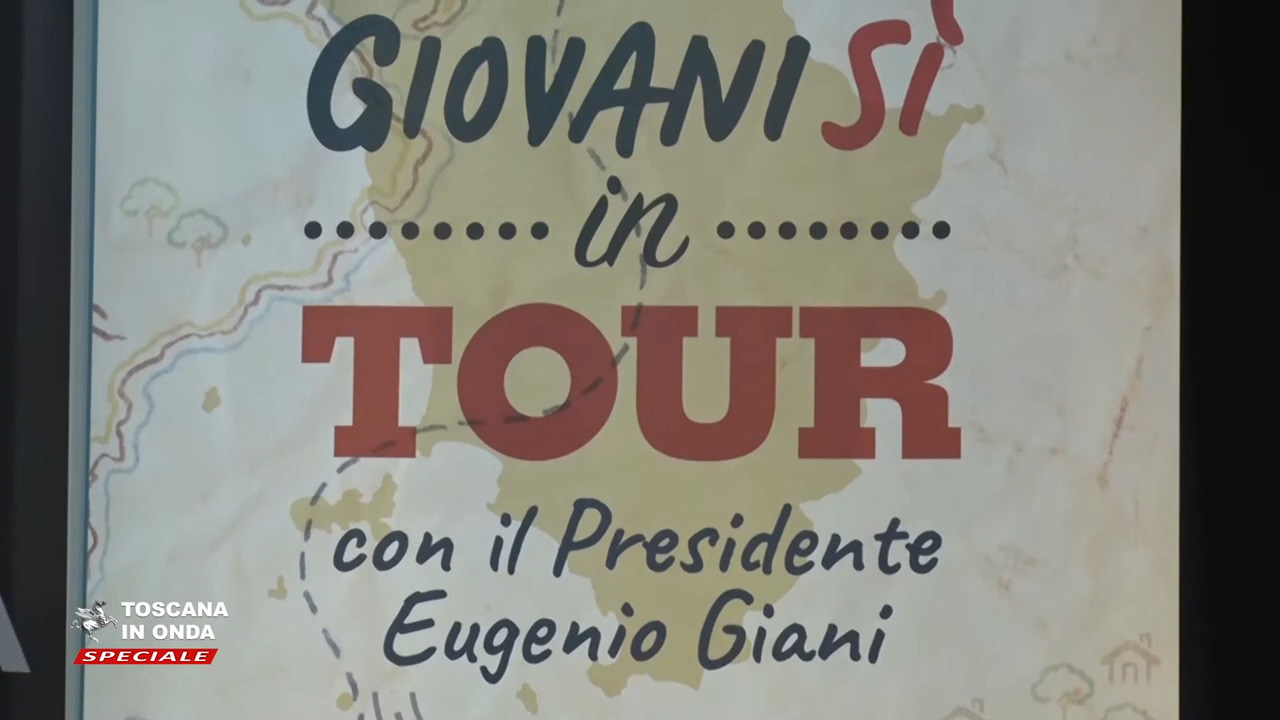 GIOVANI SÌ
in
TOUR
con il Presidente
Eugenio Giani
TOSCANA
IN ONDA
SPECIALE